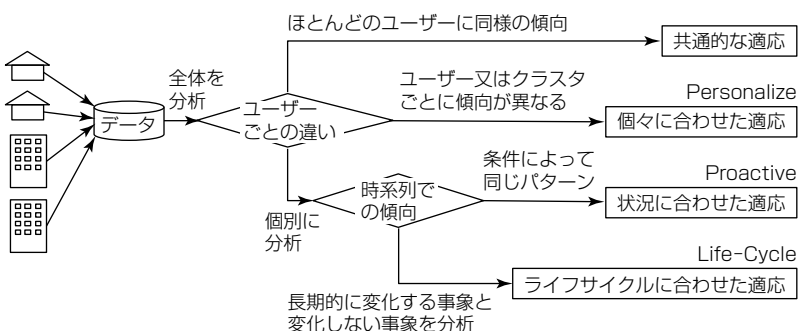 ほとんどのユーザーに同様の傾向
共通的な適応
全体を
分析
データ
ユーザー
ごとの違い
ユーザー又はクラスタ
ごとに傾向が異なる
Personalize
個々に合わせた適応
個別に
分析
時系列で
の傾向
条件によって
同じパターン
Proactive
状況に合わせた適応
Life-Cycle
ライフサイクルに合わせた適応
長期的に変化する事象と
変化しない事象を分析